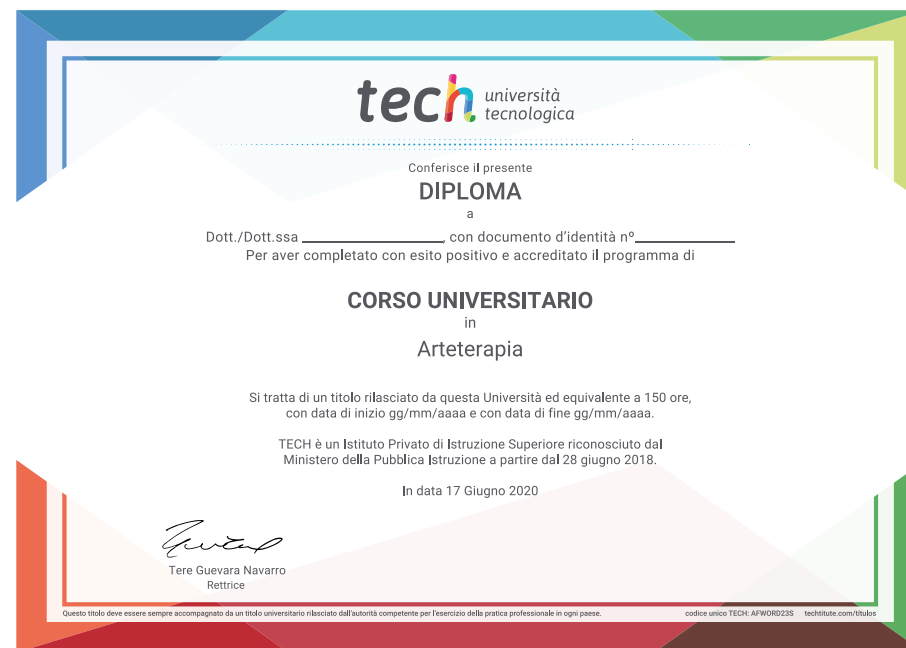 tech università
tecnologica
Conferisce il presente
DIPLOMA
a
Dott./Dott.ssa ____________, con documento d'identità nº____________
Per aver completato con esito positivo e accreditato il programma di
CORSO UNIVERSITARIO
in
Arteterapia
Si tratta di un titolo rilasciato da questa Università ed equivalente a 150 ore,
con data di inizio gg/mm/aaaa e con data di fine gg/mm/aaaa.
TECH è un Istituto Privato di Istruzione Superiore riconosciuto dal
Ministero della Pubblica Istruzione a partire dal 28 giugno 2018.
In data 17 Giugno 2020
Tere Guevara Navarro
Rettrice
Questo titolo deve essere sempre accompagnato da un titolo universitario rilasciato dall'autorità competente per l'esercizio della pratica professionale in ogni paese. codice unico TECH: AFWORD23S techtitute.com/titulos